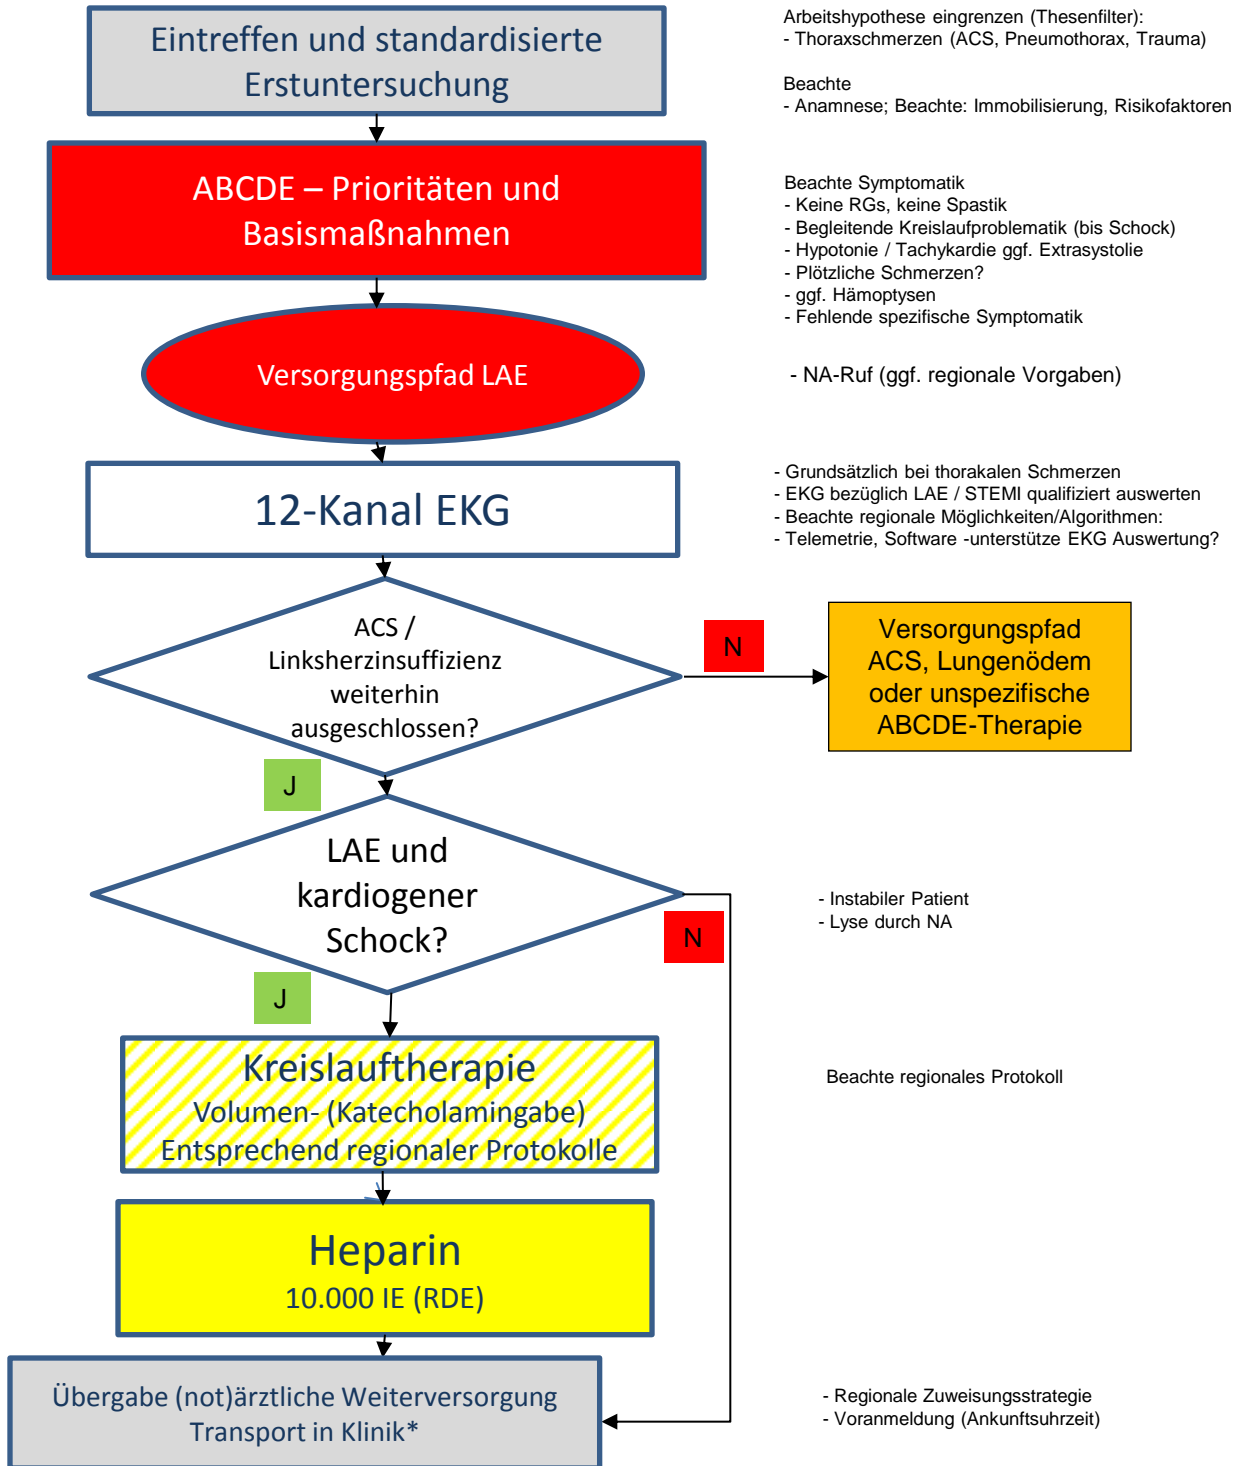 Eintreffen und standardisierte
Erstuntersuchung
Arbeitshypothese eingrenzen (Thesenfilter):
- Thoraxschmerzen (ACS, Pneumothorax, Trauma)
Beachte
- Anamnese; Beachte: Immobilisierung, Risikofaktoren
ABCDE – Prioritäten und
Basismaßnahmen
Beachte Symptomatik
- Keine RGs, keine Spastik
- Begleitende Kreislaufproblematik (bis Schock)
- Hypotonie / Tachykardie ggf. Extrasystolie
- Plötzliche Schmerzen?
- ggf. Hämoptysen
- Fehlende spezifische Symptomatik
Versorgungspfad LAE
- NA-Ruf (ggf. regionale Vorgaben)
12-Kanal EKG
- Grundsätzlich bei thorakalen Schmerzen
- EKG bezüglich LAE / STEMI qualifiziert auswerten
- Beachte regionale Möglichkeiten/Algorithmen:
- Telemetrie, Software -unterstütze EKG Auswertung?
ACS /
Linksherzinsuffizienz
weiterhin
ausgeschlossen?
N
Versorgungspfad
ACS, Lungenödem
oder unspezifische
ABCDE-Therapie
J
LAE und
kardiogener
Schock?
N
- Instabiler Patient
- Lyse durch NA
J
Kreislauftherapie
Volumen- (Katecholamingabe)
Entsprechend regionaler Protokolle
Beachte regionales Protokoll
Heparin
10.000 IE (RDE)
Übergabe (not)ärztliche Weiterversorgung
Transport in Klinik*
- Regionale Zuweisungsstrategie
- Voranmeldung (Ankunftsuhrzeit)